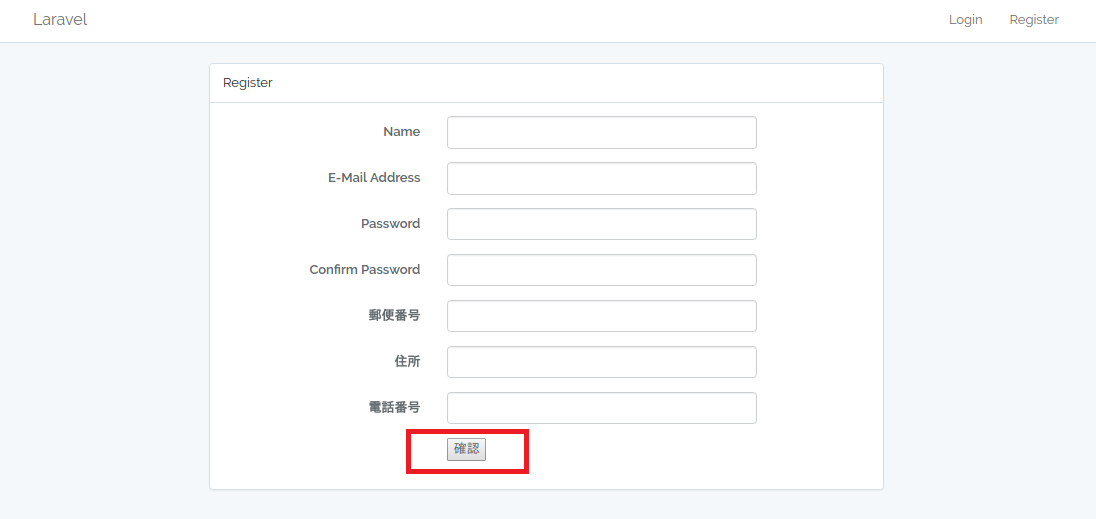 Laravel
Login Register
Register
Name
E-Mail Address
Password
Confirm Password
郵便番号
住所
電話番号
確認